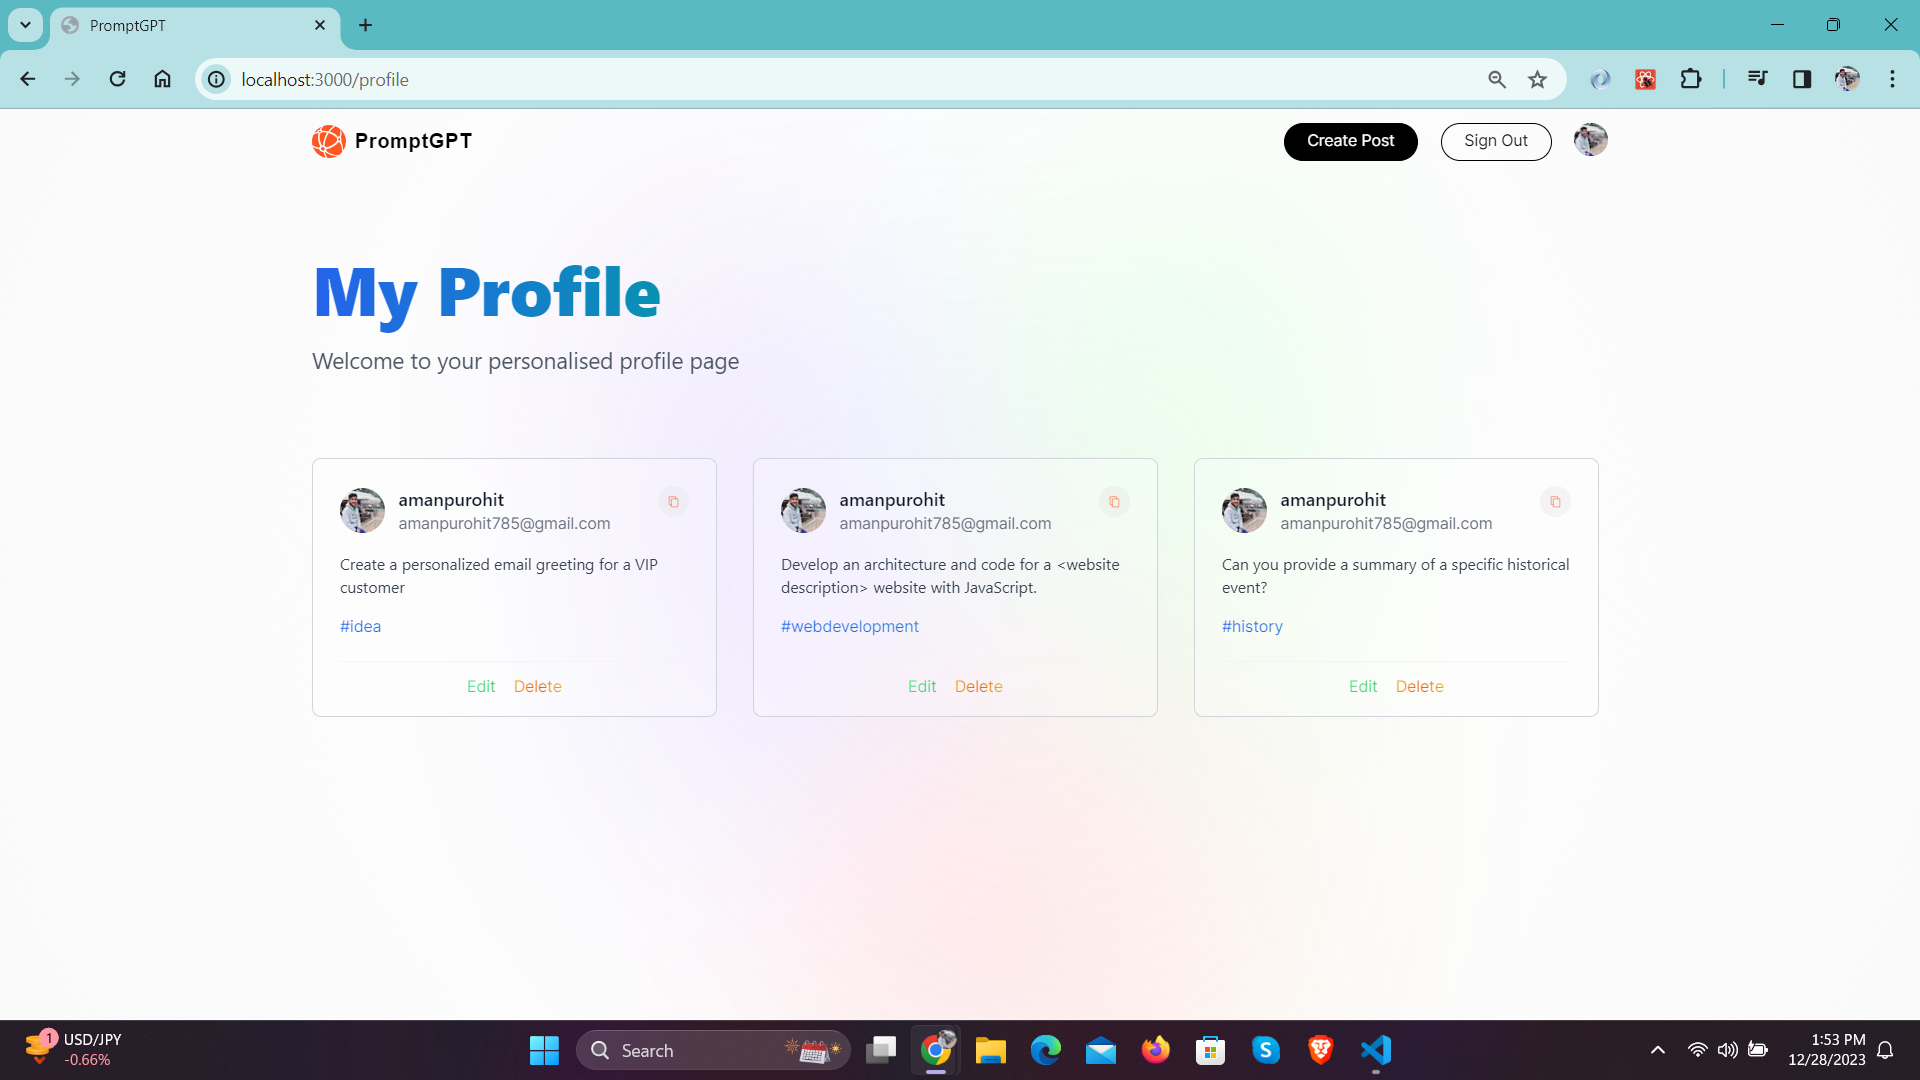 PromptGPT
localhost:3000/profile
PromptGPT
Create Post
Sign Out
My Profile
Welcome to your personalised profile page
amanpurohit
amanpurohit785@gmail.com
Create a personalized email greeting for a VIP
customer
#idea
Edit
Delete
amanpurohit
amanpurohit785@gmail.com
Develop an architecture and code for a <website
description> website with JavaScript.
#webdevelopment
Edit
Delete
amanpurohit
amanpurohit785@gmail.com
Can you provide a summary of a specific historical
event?
#history
Edit
Delete
1
USD/JPY
-0.66%
Search
S
1:53 PM
12/28/2023